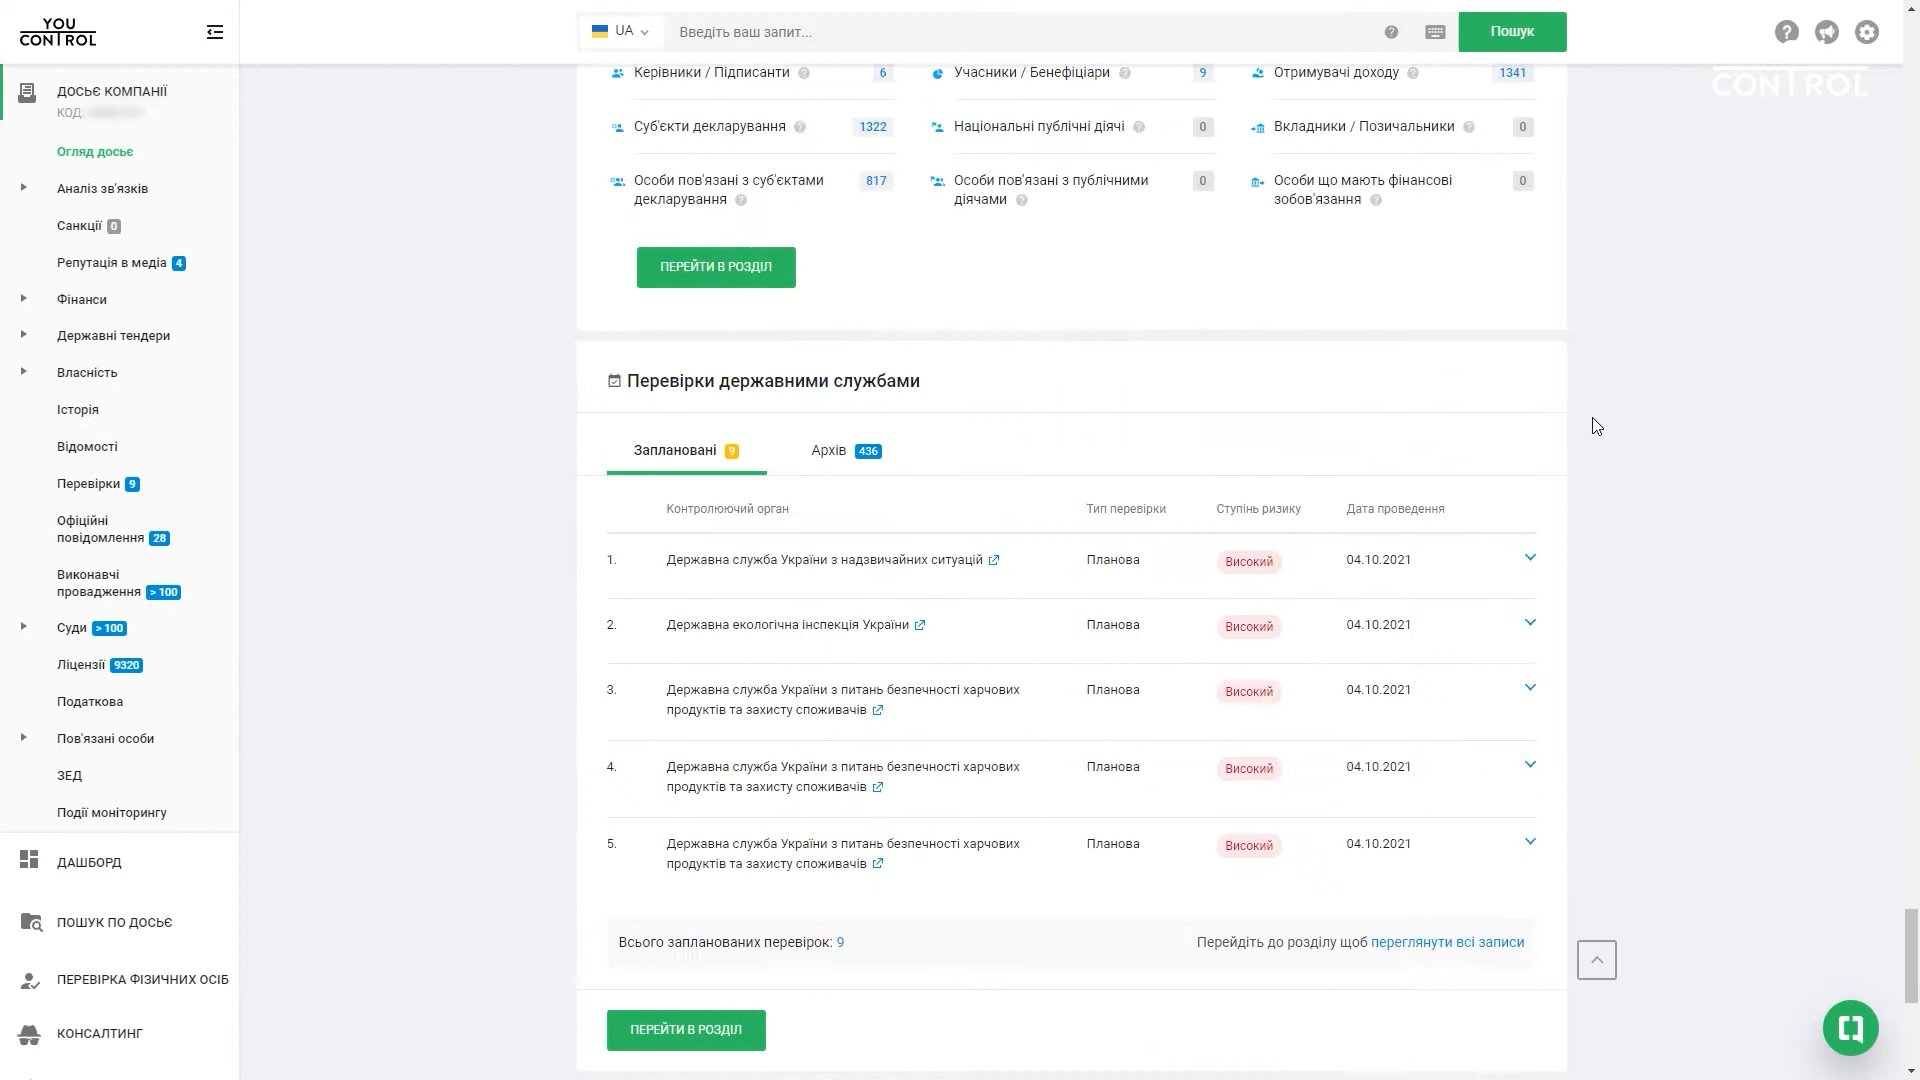 YOU
CONTROL
UA
Введіть ваш запит...
Пошук
CONTROL
ДОСЬЄ КОМПАНІЇ
КОД:
Огляд досьє
Аналіз зв'язків
Санкції 0
Репутація в медіа 4
Фінанси
Державні тендери
Власність
Історія
Відомості
Перевірки 9
Офіційні
повідомлення 28
Виконавчі
провадження > 100
Суди > 100
Ліцензії 9320
Податкова
Пов'язані особи
ЗЕД
Події моніторингу
ДАШБОРД
ПОШУК ПО ДОСЬЄ
ПЕРЕВІРКА ФІЗИЧНИХ ОСІБ
КОНСАЛТИНГ
Керівники / Підписанти 6
Учасники / Бенефіціари 9
Отримувачі доходу 1341
Суб'єкти декларування 1322
Національні публічні діячі 0
Вкладники / Позичальники 0
Особи пов'язані з суб'єктами
декларування 817
Особи пов'язані з публічними
діячами 0
Особи що мають фінансові
зобов'язання 0
ПЕРЕЙТИ В РОЗДІЛ
Перевірки державними службами
Заплановані 9
Архів 436
Контролюючий орган Тип перевірки Ступінь ризику Дата проведення
1. Державна служба України з надзвичайних ситуацій Планова Високий 04.10.2021
2. Державна екологічна інспекція України Планова Високий 04.10.2021
3. Державна служба України з питань безпечності харчових Планова Високий 04.10.2021
продуктів та захисту споживачів
4. Державна служба України з питань безпечності харчових Планова Високий 04.10.2021
продуктів та захисту споживачів
5. Державна служба України з питань безпечності харчових Планова Високий 04.10.2021
продуктів та захисту споживачів
Всього запланованих перевірок: 9
Перейдіть до розділу щоб переглянути всі записи
ПЕРЕЙТИ В РОЗДІЛ